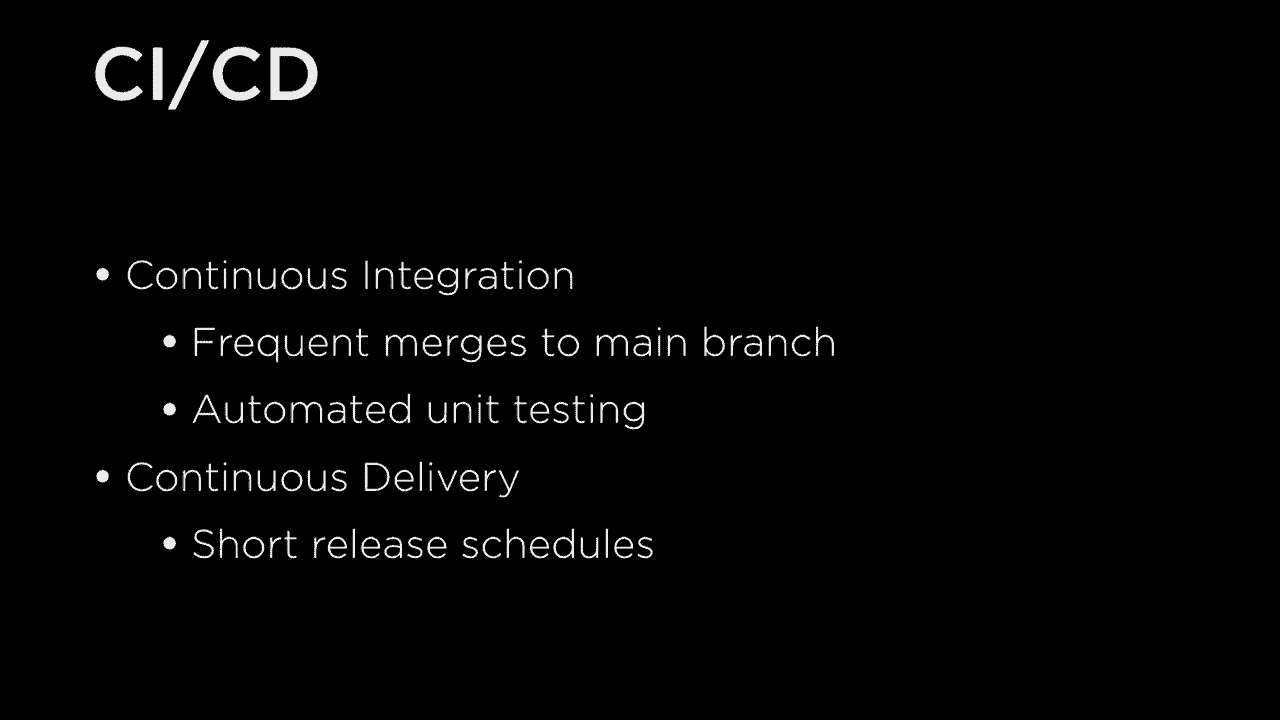 CI/CD
• Continuous Integration
• Frequent merges to main branch
• Automated unit testing
• Continuous Delivery
• Short release schedules